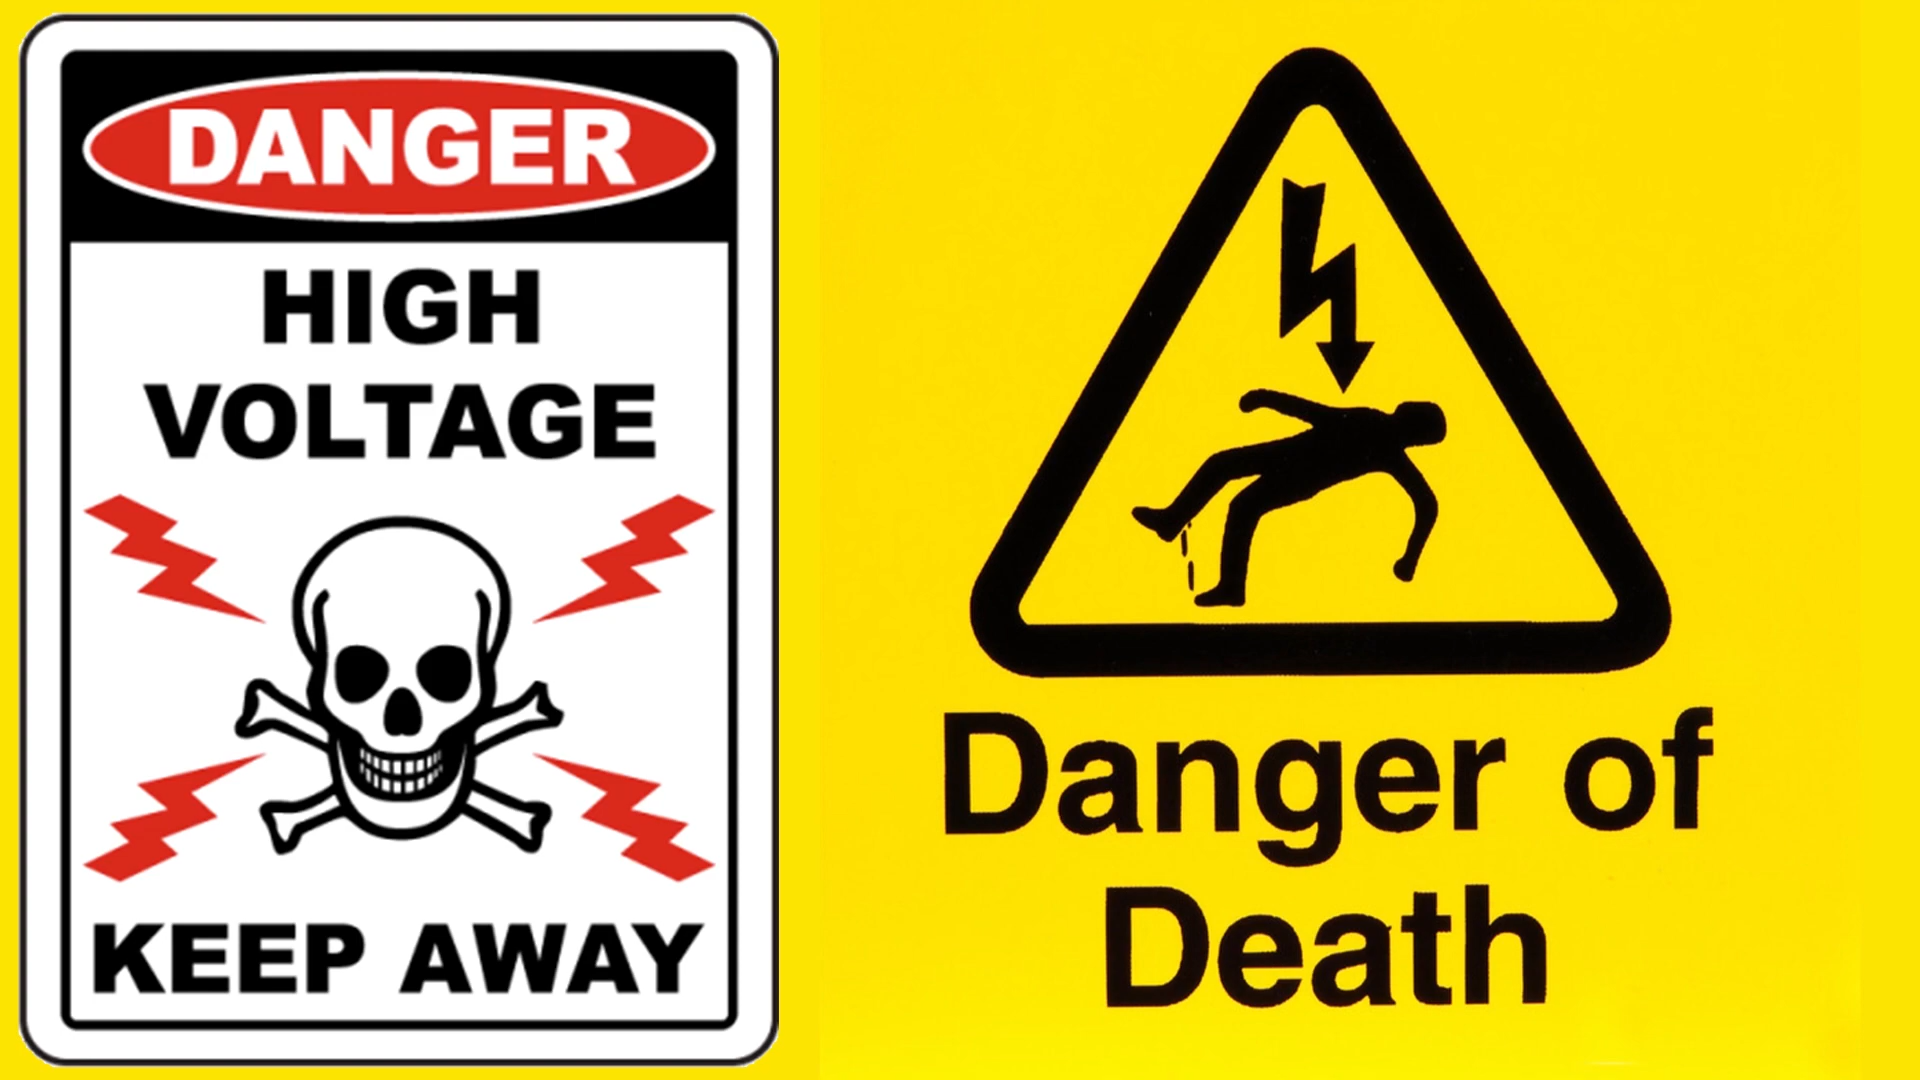 DANGER
HIGH
VOLTAGE
KEEP AWAY
Danger of
Death